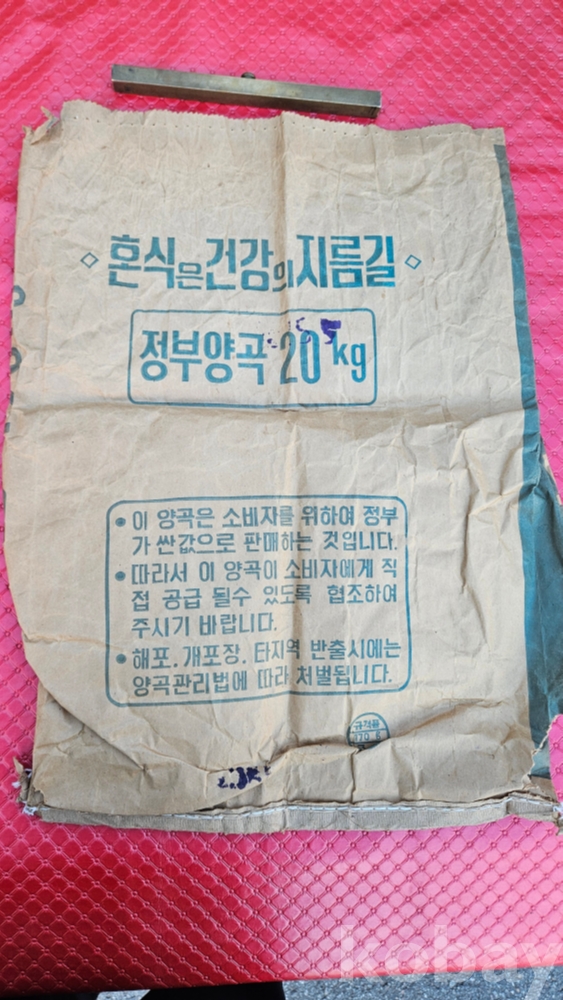 ◇ 혼식은건강의지름길 ◇
정부양곡 20kg
• 이 양곡은 소비자를 위하여 정부
가 싼값으로 판매하는 것입니다.
• 따라서 이 양곡이 소비자에게 직
접 공급 될수 있도록 협조하여
주시기 바랍니다.
• 해포. 개포장. 타지역 반출시에는
양곡관리법에 따라 처벌됩니다.
규격품
kobay